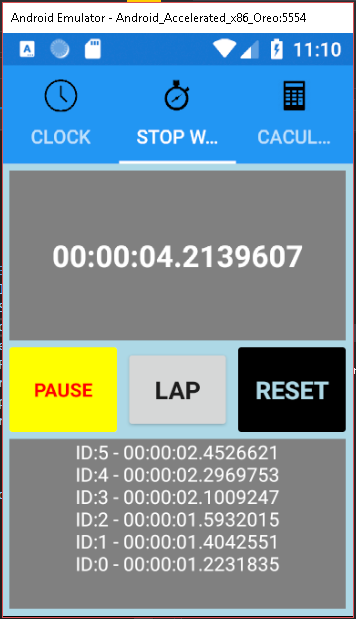 Android Emulator - Android_Accelerated_x86_Oreo:5554
A 11:10
CLOCK STOP W... CACUL...
00:00:04.2139607
PAUSE LAP RESET
ID:5 - 00:00:02.4526621
ID:4 - 00:00:02.2969753
ID:3 - 00:00:02.1009247
ID:2 - 00:00:01.5932015
ID:1 - 00:00:01.4042551
ID:0 - 00:00:01.2231835